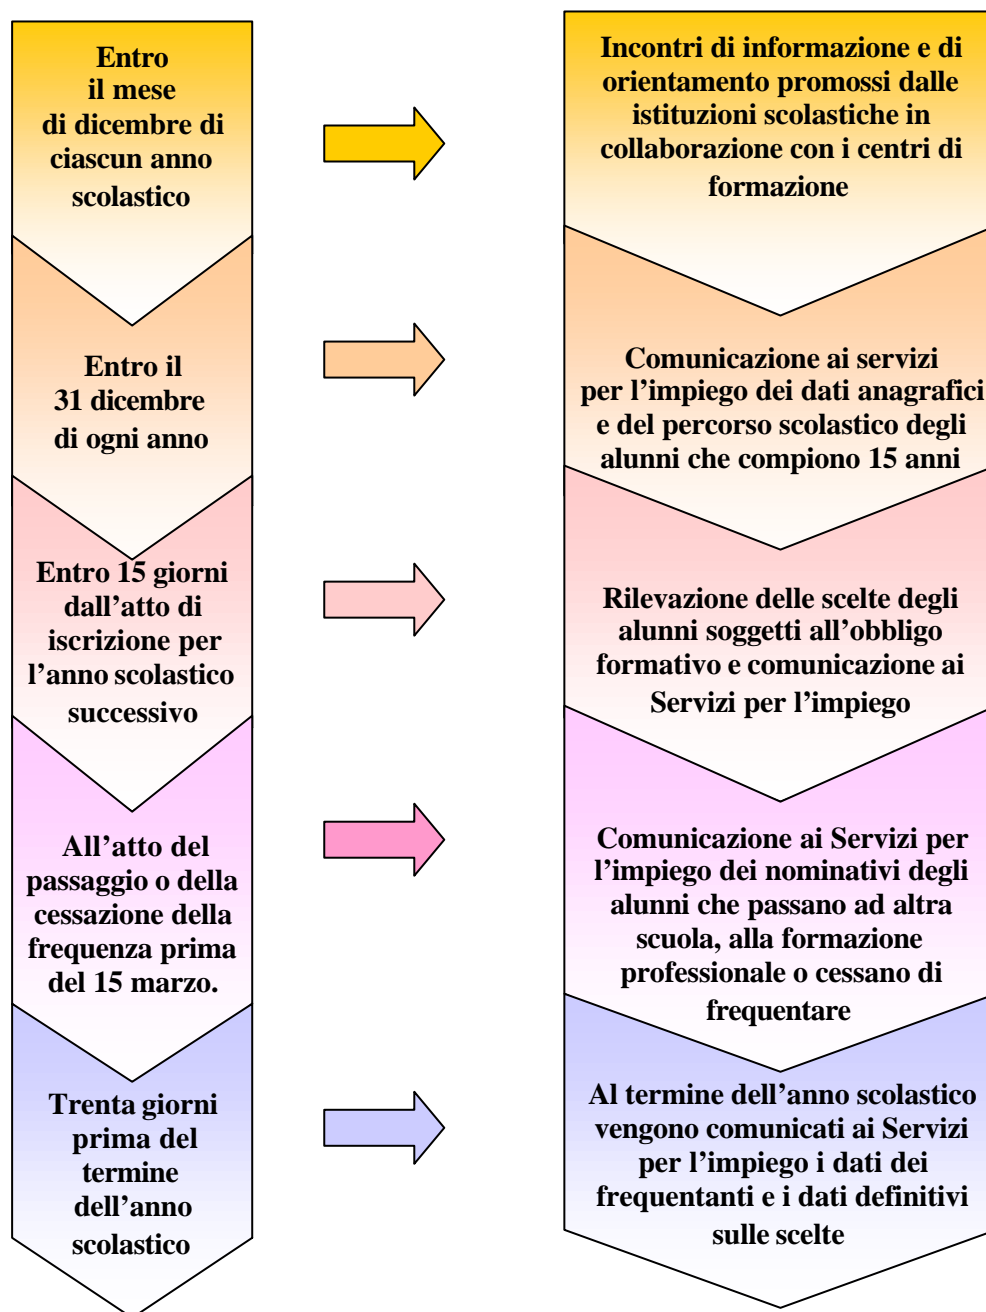 Entro
il mese
di dicembre di
ciascun anno
scolastico
Incontri di informazione e di
orientamento promossi dalle
istituzioni scolastiche in
collaborazione con i centri di
formazione
Entro il
31 dicembre
di ogni anno
Comunicazione ai servizi
per l’impiego dei dati anagrafici
e del percorso scolastico degli
alunni che compiono 15 anni
Entro 15 giorni
dall’atto di
iscrizione per
l’anno scolastico
successivo
Rilevazione delle scelte degli
alunni soggetti all’obbligo
formativo e comunicazione ai
Servizi per l’impiego
All’atto del
passaggio o della
cessazione della
frequenza prima
del 15 marzo.
Comunicazione ai Servizi per
l’impiego dei nominativi degli
alunni che passano ad altra
scuola, alla formazione
professionale o cessano di
frequentare
Trenta giorni
prima del
termine
dell’anno
scolastico
Al termine dell’anno scolastico
vengono comunicati ai Servizi
per l’impiego i dati dei
frequentanti e i dati definitivi
sulle scelte